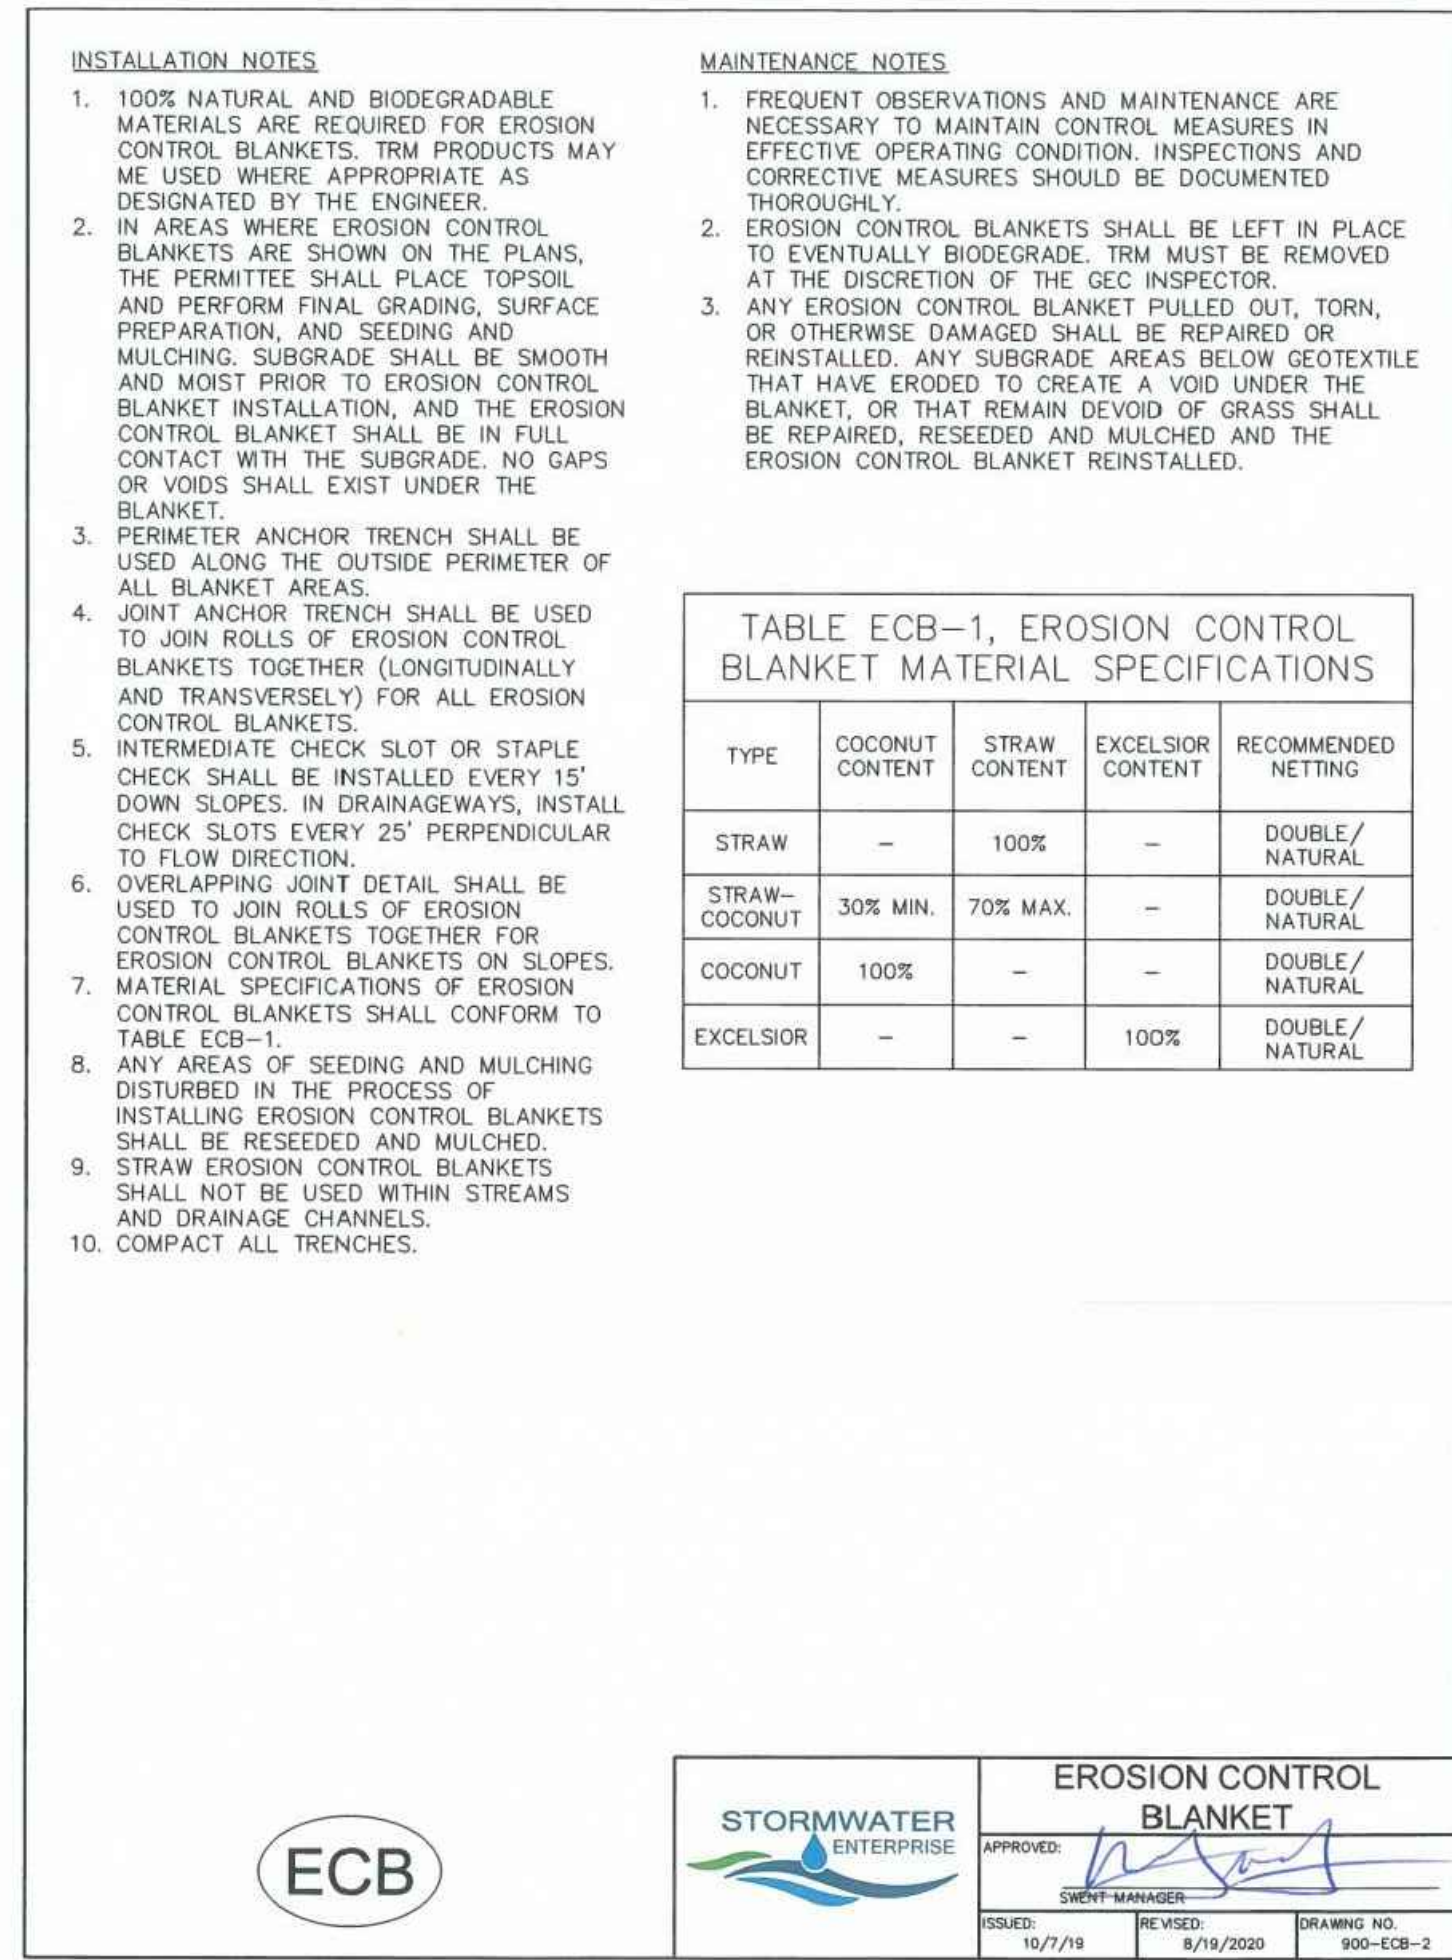 INSTALLATION NOTES
1. 100% NATURAL AND BIODEGRADABLE
MATERIALS ARE REQUIRED FOR EROSION
CONTROL BLANKETS. TRM PRODUCTS MAY
ME USED WHERE APPROPRIATE AS
DESIGNATED BY THE ENGINEER.
2. IN AREAS WHERE EROSION CONTROL
BLANKETS ARE SHOWN ON THE PLANS,
THE PERMITTEE SHALL PLACE TOPSOIL
AND PERFORM FINAL GRADING, SURFACE
PREPARATION, AND SEEDING AND
MULCHING. SUBGRADE SHALL BE SMOOTH
AND MOIST PRIOR TO EROSION CONTROL
BLANKET INSTALLATION, AND THE EROSION
CONTROL BLANKET SHALL BE IN FULL
CONTACT WITH THE SUBGRADE. NO GAPS
OR VOIDS SHALL EXIST UNDER THE
BLANKET.
3. PERIMETER ANCHOR TRENCH SHALL BE
USED ALONG THE OUTSIDE PERIMETER OF
ALL BLANKET AREAS.
4. JOINT ANCHOR TRENCH SHALL BE USED
TO JOIN ROLLS OF EROSION CONTROL
BLANKETS TOGETHER (LONGITUDINALLY
AND TRANSVERSELY) FOR ALL EROSION
CONTROL BLANKETS.
5. INTERMEDIATE CHECK SLOT OR STAPLE
CHECK SHALL BE INSTALLED EVERY 15'
DOWN SLOPES. IN DRAINAGEWAYS, INSTALL
CHECK SLOTS EVERY 25' PERPENDICULAR
TO FLOW DIRECTION.
6. OVERLAPPING JOINT DETAIL SHALL BE
USED TO JOIN ROLLS OF EROSION
CONTROL BLANKETS TOGETHER FOR
EROSION CONTROL BLANKETS ON SLOPES.
7. MATERIAL SPECIFICATIONS OF EROSION
CONTROL BLANKETS SHALL CONFORM TO
TABLE ECB-1.
8. ANY AREAS OF SEEDING AND MULCHING
DISTURBED IN THE PROCESS OF
INSTALLING EROSION CONTROL BLANKETS
SHALL BE RESEEDED AND MULCHED.
9. STRAW EROSION CONTROL BLANKETS
SHALL NOT BE USED WITHIN STREAMS
AND DRAINAGE CHANNELS.
10. COMPACT ALL TRENCHES.
MAINTENANCE NOTES
1. FREQUENT OBSERVATIONS AND MAINTENANCE ARE
NECESSARY TO MAINTAIN CONTROL MEASURES IN
EFFECTIVE OPERATING CONDITION. INSPECTIONS AND
CORRECTIVE MEASURES SHOULD BE DOCUMENTED
THOROUGHLY.
2. EROSION CONTROL BLANKETS SHALL BE LEFT IN PLACE
TO EVENTUALLY BIODEGRADE. TRM MUST BE REMOVED
AT THE DISCRETION OF THE GEC INSPECTOR.
3. ANY EROSION CONTROL BLANKET PULLED OUT, TORN,
OR OTHERWISE DAMAGED SHALL BE REPAIRED OR
REINSTALLED. ANY SUBGRADE AREAS BELOW GEOTEXTILE
THAT HAVE ERODED TO CREATE A VOID UNDER THE
BLANKET, OR THAT REMAIN DEVOID OF GRASS SHALL
BE REPAIRED, RESEEDED AND MULCHED AND THE
EROSION CONTROL BLANKET REINSTALLED.
TABLE ECB-1, EROSION CONTROL
BLANKET MATERIAL SPECIFICATIONS
TYPE COCONUT CONTENT STRAW CONTENT EXCELSIOR CONTENT RECOMMENDED NETTING
STRAW - 100% - DOUBLE/ NATURAL
STRAW-COCONUT 30% MIN. 70% MAX. - DOUBLE/ NATURAL
COCONUT 100% - - DOUBLE/ NATURAL
EXCELSIOR - - 100% DOUBLE/ NATURAL
ECB
STORMWATER
ENTERPRISE
EROSION CONTROL
BLANKET
APPROVED:
SWENT MANAGER
ISSUED: REVISED: DRAWING NO.
10/7/19 8/19/2020 900-ECB-2